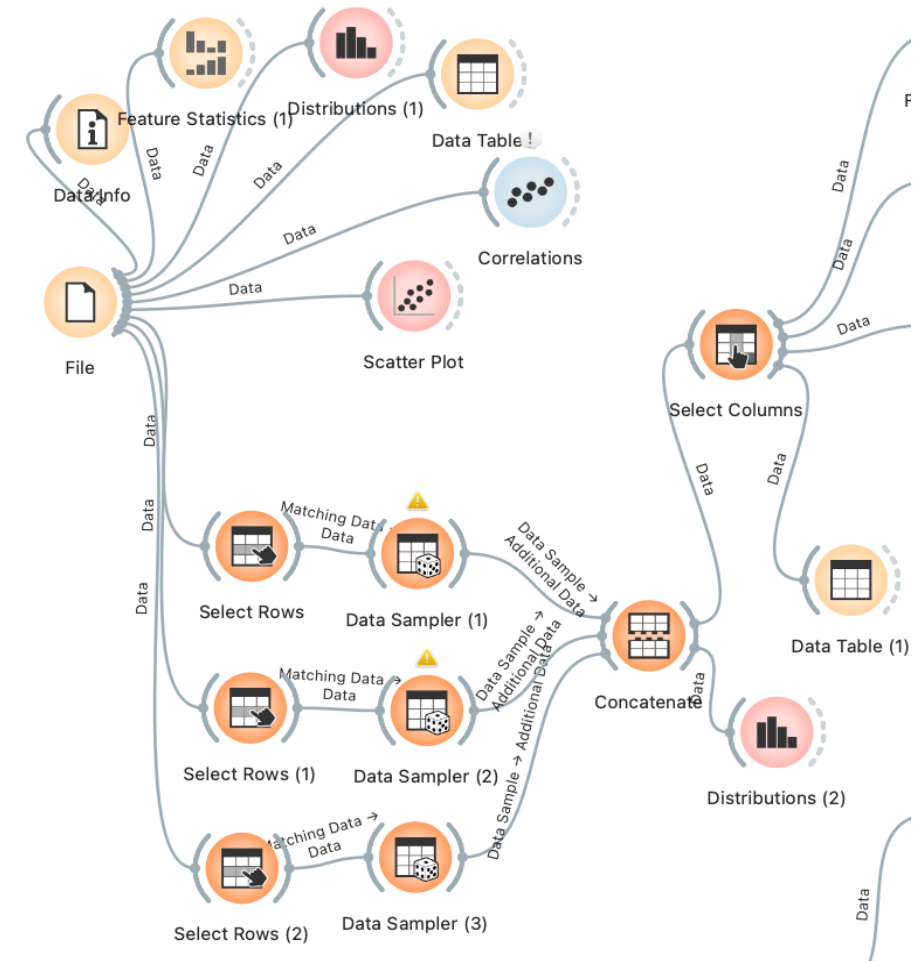 Feature Statistics (1)
Distributions (1)
Data Table
!
Data Info
Data
Data
Data
Data
Data
Correlations
Data
File
Scatter Plot
Data
Data
Data
Select Columns
Data
Data
Data
Data
Data
Data
Matching Data →
Data
Select Rows
Data Sampler (1)
Data Sample →
Additional Data
Data Table (1)
Matching Data →
Data
Select Rows (1)
Data Sampler (2)
Data Sample →
Additional Data
Concatenate
Data
Distributions (2)
Matching Data →
Data
Select Rows (2)
Data Sampler (3)
Data Sample → Additional Data
Data
F